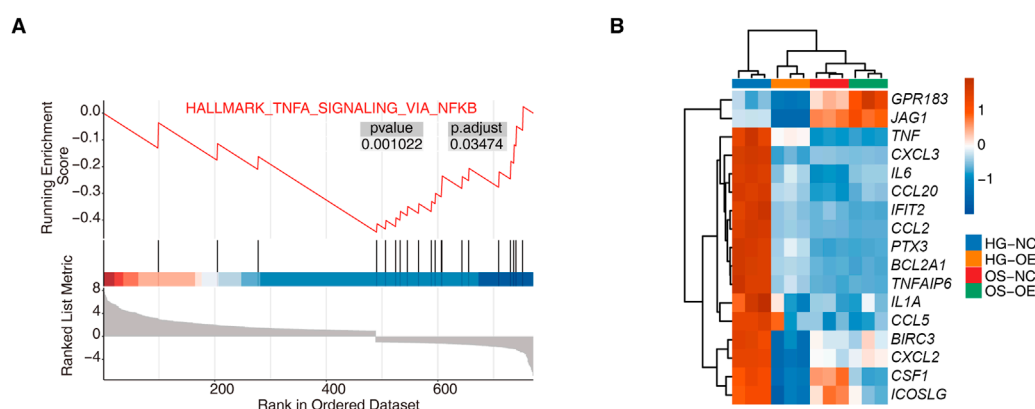 A
HALLMARK_TNFA_SIGNALING_VIA_NFKB
pvalue p.adjust
0.001022 0.03474
Running Enrichment
Score
0.0
−0.1
−0.2
−0.3
−0.4
Ranked List Metric
8
4
0
−4
200 400 600
Rank in Ordered Dataset
B
GPR183
JAG1
TNF
CXCL3
IL6
CCL20
IFIT2
CCL2
PTX3
BCL2A1
TNFAIP6
IL1A
CCL5
BIRC3
CXCL2
CSF1
ICOSLG
1
0
−1
HG−NC
HG−OE
OS−NC
OS−OE